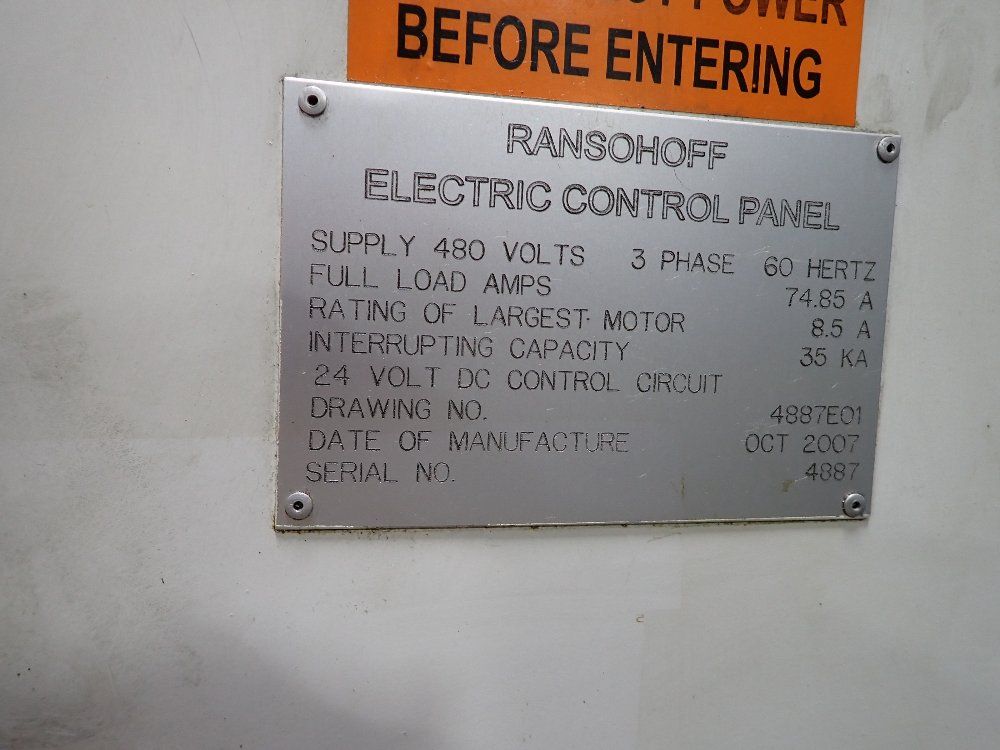 POWER
BEFORE ENTERING
RANSOHOFF
ELECTRIC CONTROL PANEL
SUPPLY 480 VOLTS 3 PHASE 60 HERTZ
FULL LOAD AMPS 74.85 A
RATING OF LARGEST MOTOR 8.5 A
INTERRUPTING CAPACITY 35 KA
24 VOLT DC CONTROL CIRCUIT
DRAWING NO. 4887E01
DATE OF MANUFACTURE OCT 2007
SERIAL NO. 4887